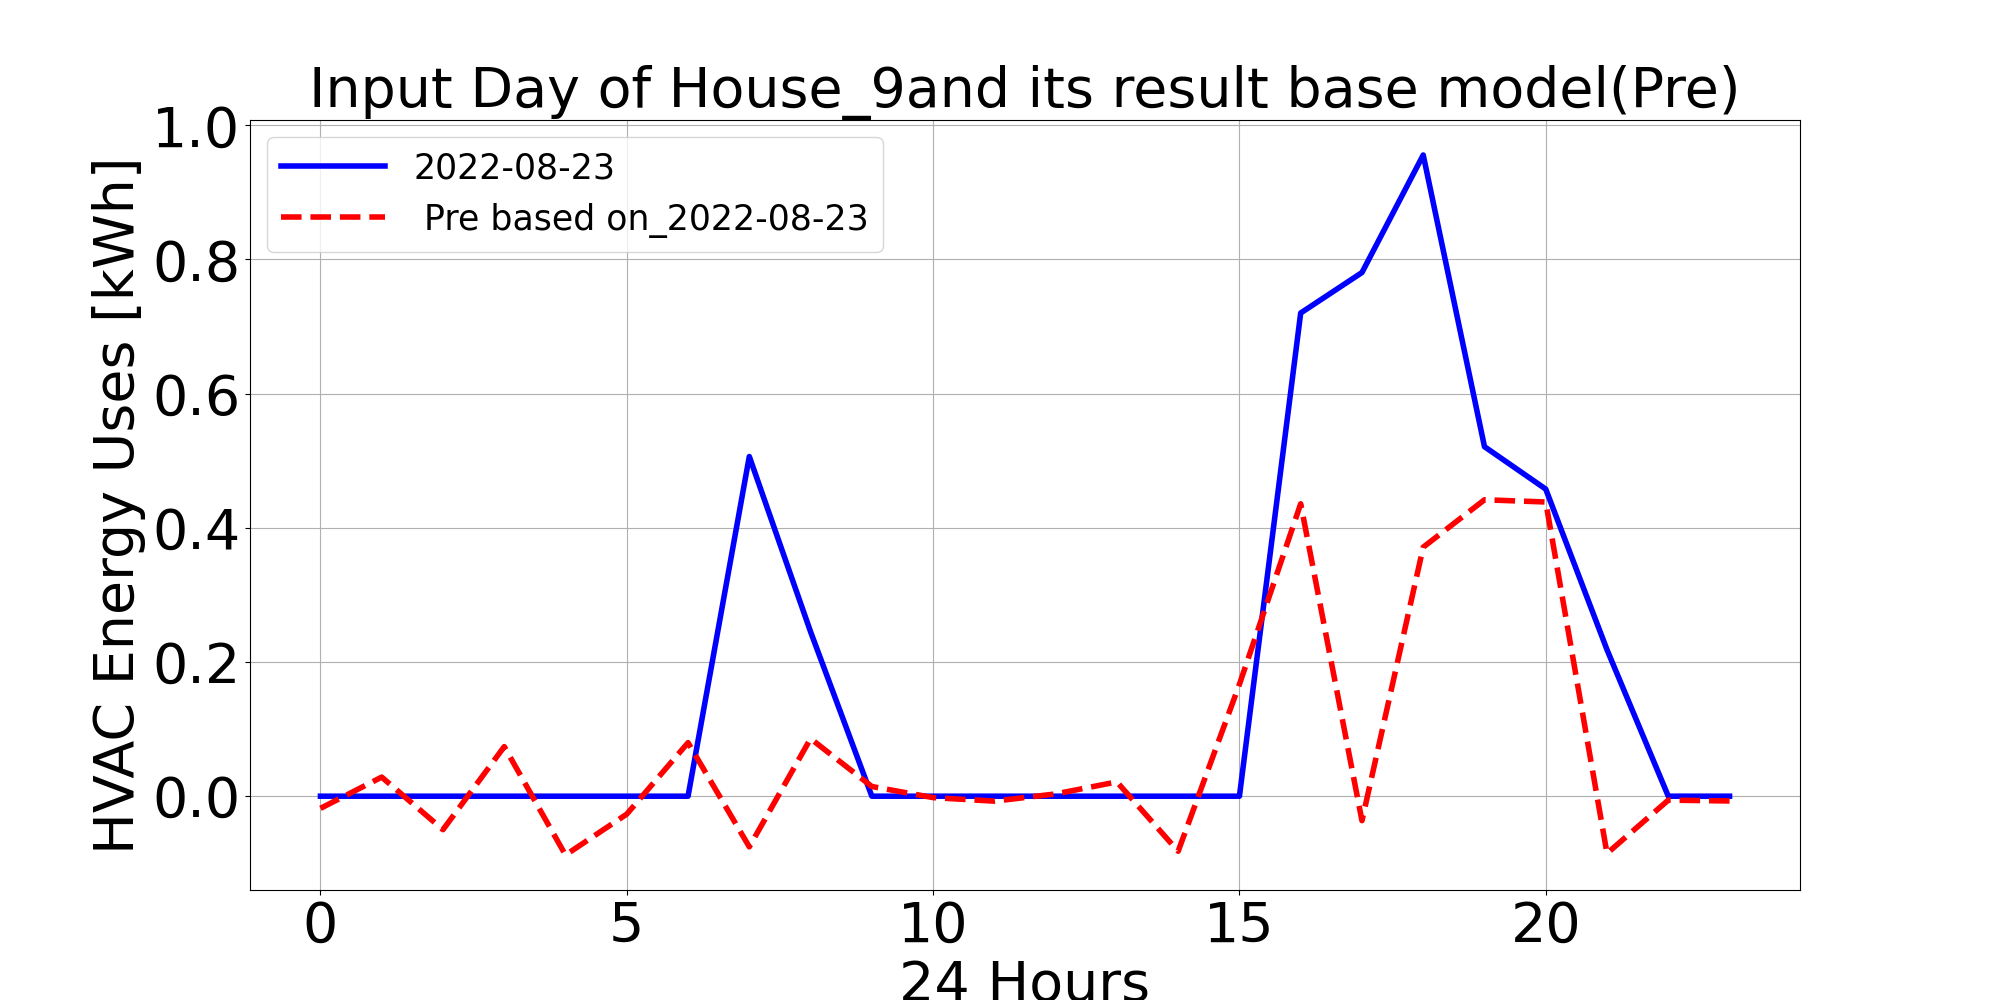 Input Day of House_9and its result base model(Pre)
HVAC Energy Uses [kWh]
1.0
0.8
0.6
0.4
0.2
0.0
2022-08-23
Pre based on_2022-08-23
0 5 10 15 20
24 Hours